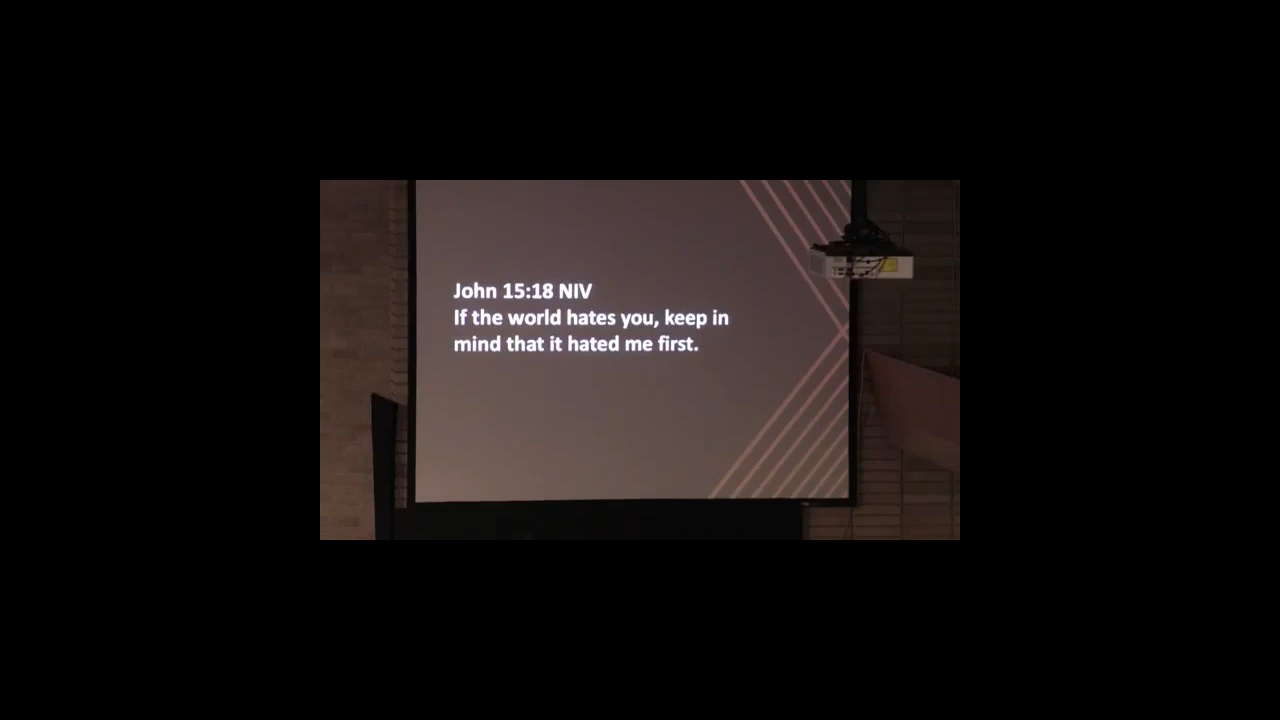 John 15:18 NIV
If the world hates you, keep in
mind that it hated me first.